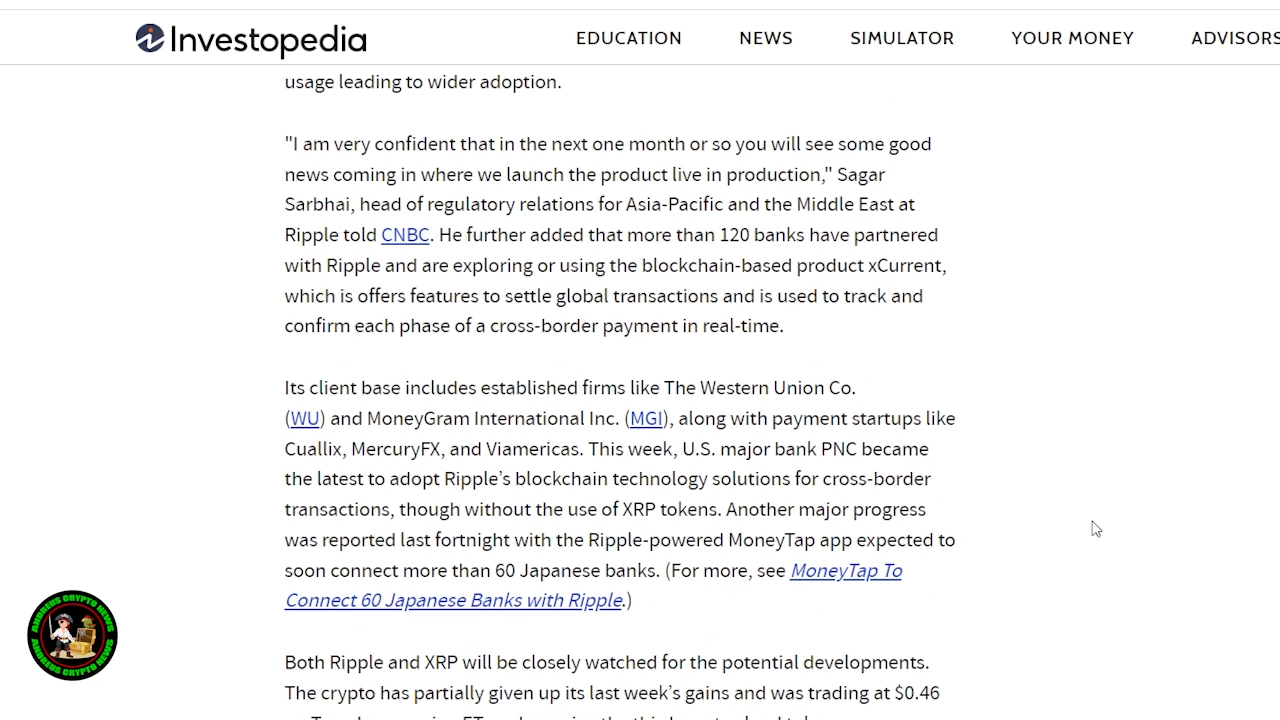 Investopedia
EDUCATION NEWS SIMULATOR YOUR MONEY ADVISORS
usage leading to wider adoption.
"I am very confident that in the next one month or so you will see some good
news coming in where we launch the product live in production," Sagar
Sarbhai, head of regulatory relations for Asia-Pacific and the Middle East at
Ripple told CNBC. He further added that more than 120 banks have partnered
with Ripple and are exploring or using the blockchain-based product xCurrent,
which is offers features to settle global transactions and is used to track and
confirm each phase of a cross-border payment in real-time.
Its client base includes established firms like The Western Union Co.
(WU) and MoneyGram International Inc. (MGI), along with payment startups like
Cuallix, MercuryFX, and Viamericas. This week, U.S. major bank PNC became
the latest to adopt Ripple’s blockchain technology solutions for cross-border
transactions, though without the use of XRP tokens. Another major progress
was reported last fortnight with the Ripple-powered MoneyTap app expected to
soon connect more than 60 Japanese banks. (For more, see MoneyTap To
Connect 60 Japanese Banks with Ripple.)
ANDREUS CRYPTO NEWS
ANDREUS CRYPTO NEWS
Both Ripple and XRP will be closely watched for the potential developments.
The crypto has partially given up its last week’s gains and was trading at $0.46